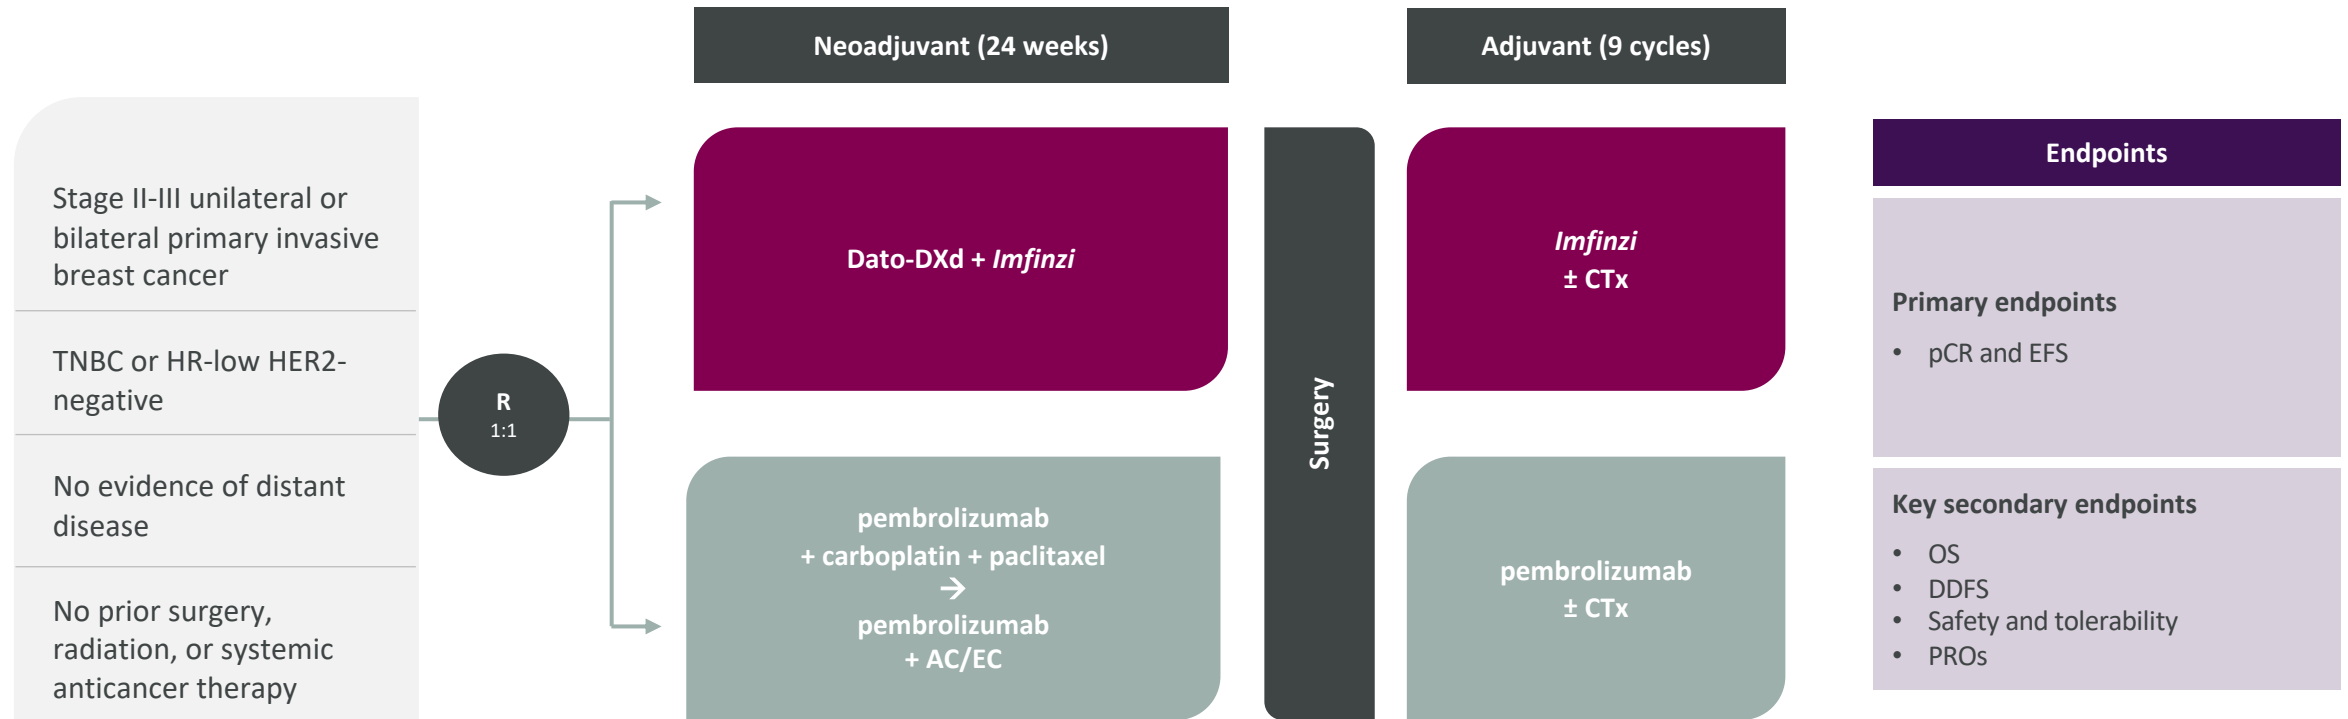 Neoadjuvant (24 weeks)
Adjuvant (9 cycles)
Stage II-III unilateral or
bilateral primary invasive
breast cancer
TNBC or HR-low HER2-
negative
No evidence of distant
disease
No prior surgery,
radiation, or systemic
anticancer therapy
R
1:1
Dato-DXd + Imfinzi
pembrolizumab
+ carboplatin + paclitaxel
→
pembrolizumab
+ AC/EC
Surgery
Imfinzi
± CTx
pembrolizumab
± CTx
Endpoints
Primary endpoints
• pCR and EFS
Key secondary endpoints
• OS
• DDFS
• Safety and tolerability
• PROs